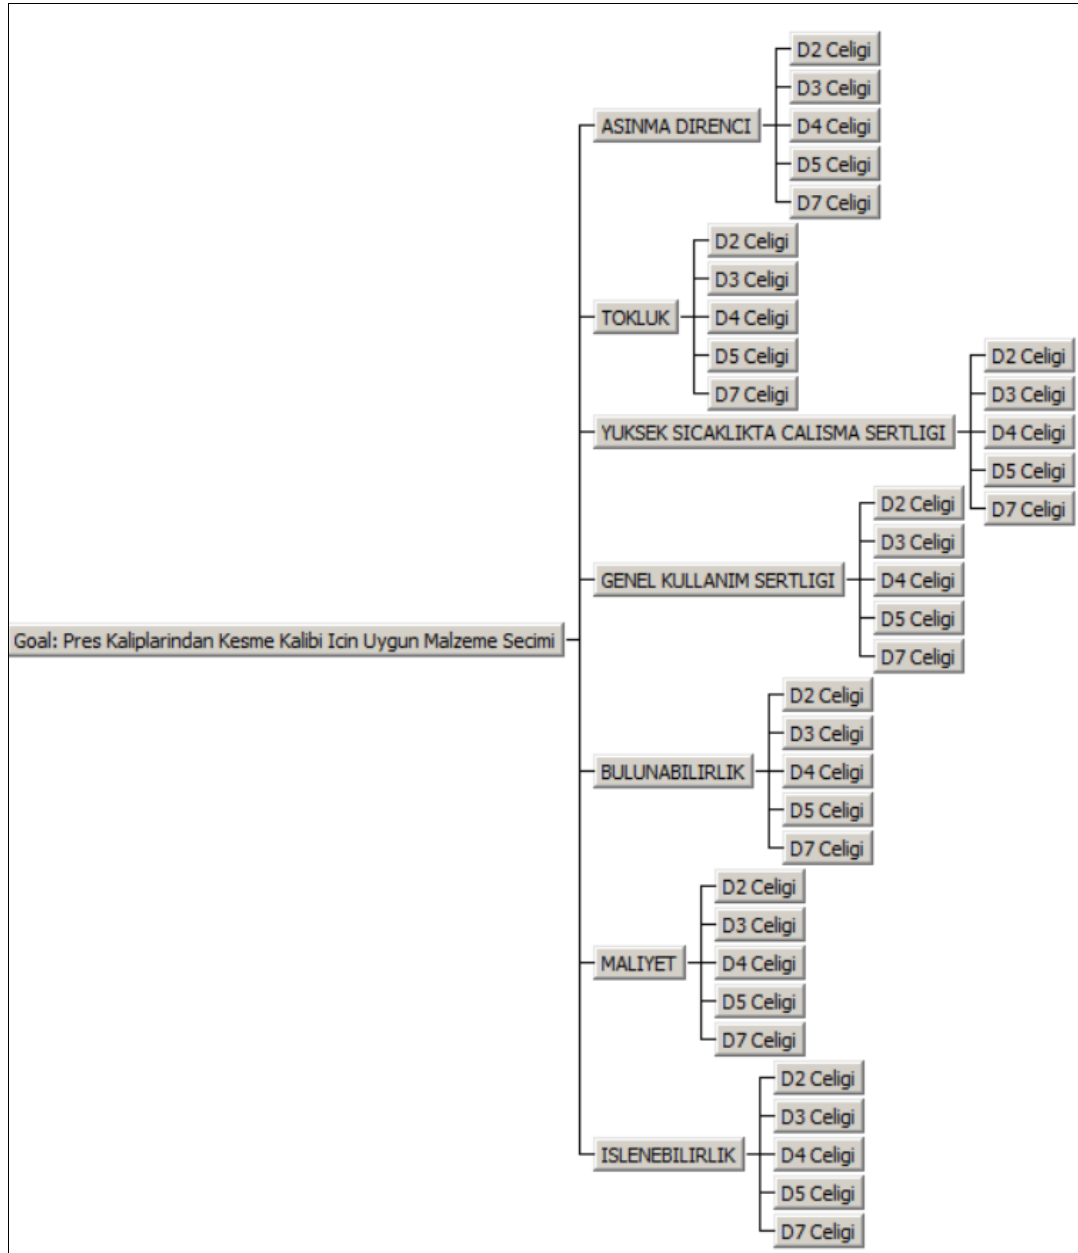 Goal: Pres Kaliplarindan Kesme Kalibi Icin Uygun Malzeme Secimi
ASINMA DIRENCI
D2 Celigi
D3 Celigi
D4 Celigi
D5 Celigi
D7 Celigi
TOKLUK
D2 Celigi
D3 Celigi
D4 Celigi
D5 Celigi
D7 Celigi
YUKSEK SICAKLIKTA CALISMA SERTLIGI
D2 Celigi
D3 Celigi
D4 Celigi
D5 Celigi
D7 Celigi
GENEL KULLANIM SERTLIGI
D2 Celigi
D3 Celigi
D4 Celigi
D5 Celigi
D7 Celigi
BULUNABILIRLIK
D2 Celigi
D3 Celigi
D4 Celigi
D5 Celigi
D7 Celigi
MALIYET
D2 Celigi
D3 Celigi
D4 Celigi
D5 Celigi
D7 Celigi
ISLENEBILIRLIK
D2 Celigi
D3 Celigi
D4 Celigi
D5 Celigi
D7 Celigi